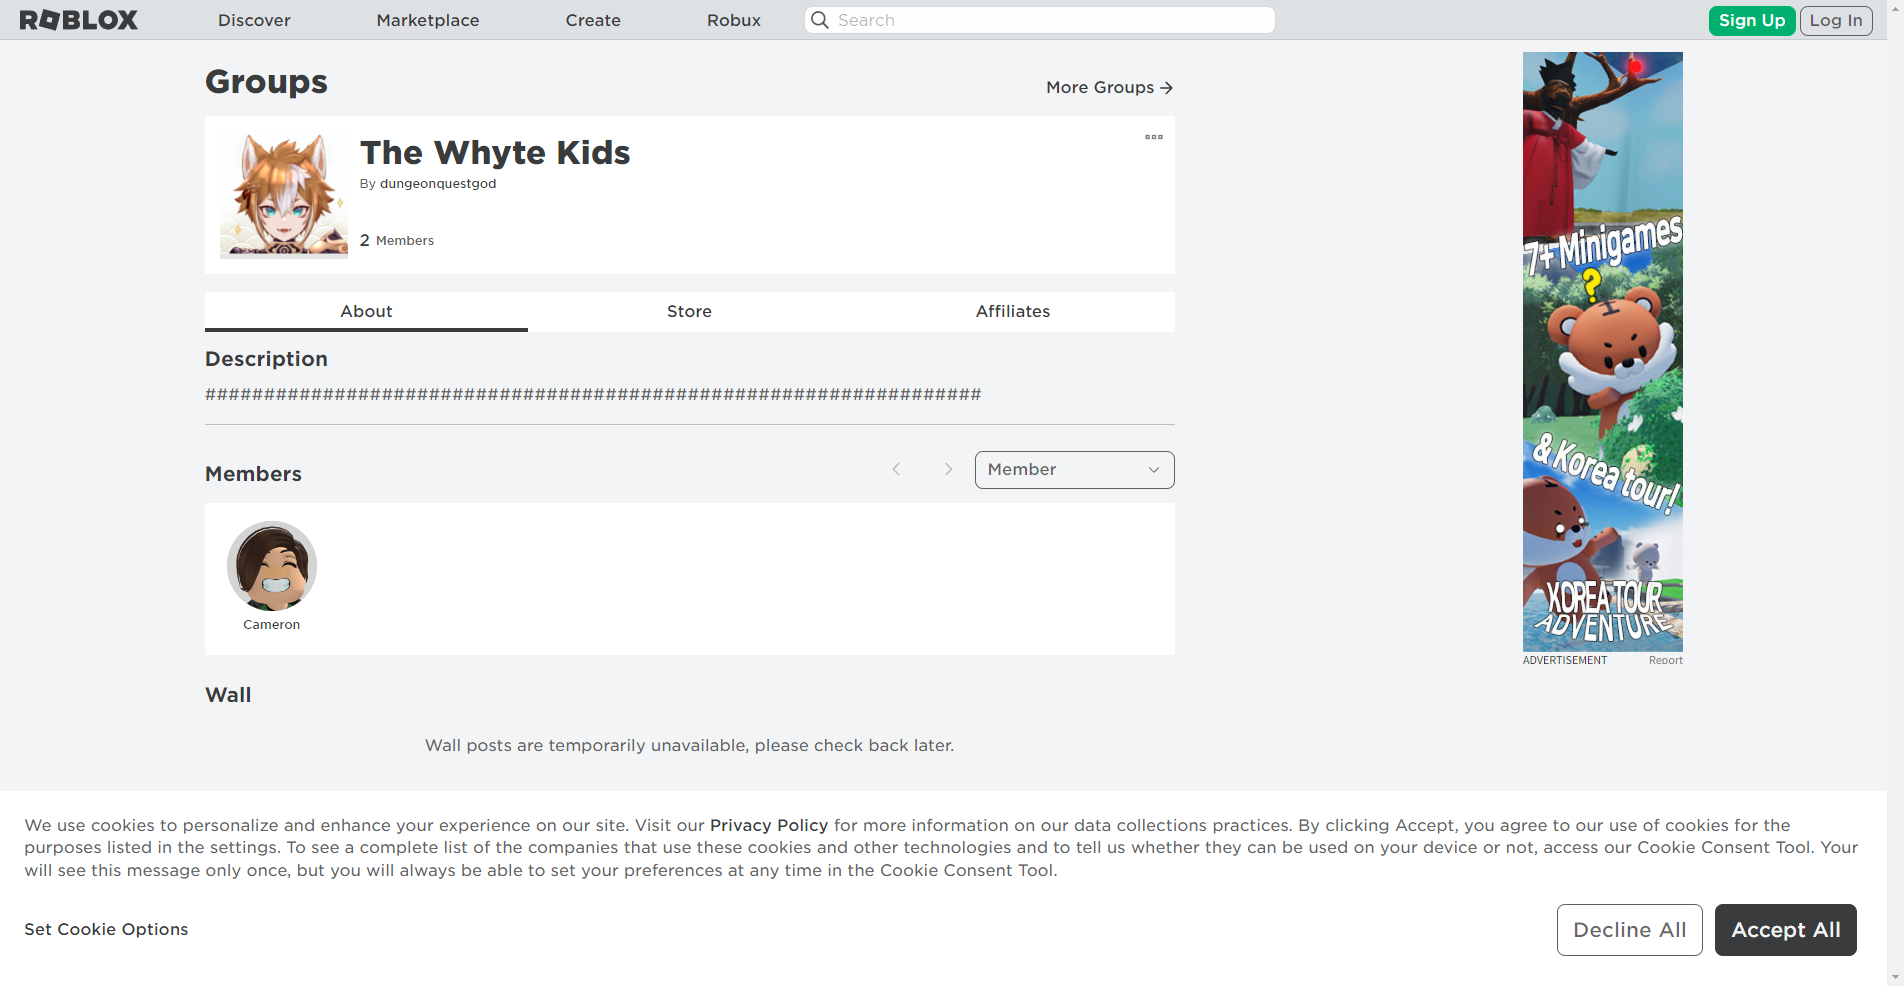 ROBLOX
Discover
Marketplace
Create
Robux
Search
Sign Up
Log In
Groups
More Groups
The Whyte Kids
By dungeonquestgod
2 Members
About
Store
Affiliates
Description
##################################################################
Members
Member
Cameron
Wall
Wall posts are temporarily unavailable, please check back later.
7+ Minigames
?
& Korea tour!
KOREA TOUR
ADVENTURE
ADVERTISEMENT
Report
We use cookies to personalize and enhance your experience on our site. Visit our Privacy Policy for more information on our data collections practices. By clicking Accept, you agree to our use of cookies for the
purposes listed in the settings. To see a complete list of the companies that use these cookies and other technologies and to tell us whether they can be used on your device or not, access our Cookie Consent Tool. Your
will see this message only once, but you will always be able to set your preferences at any time in the Cookie Consent Tool.
Set Cookie Options
Decline All
Accept All